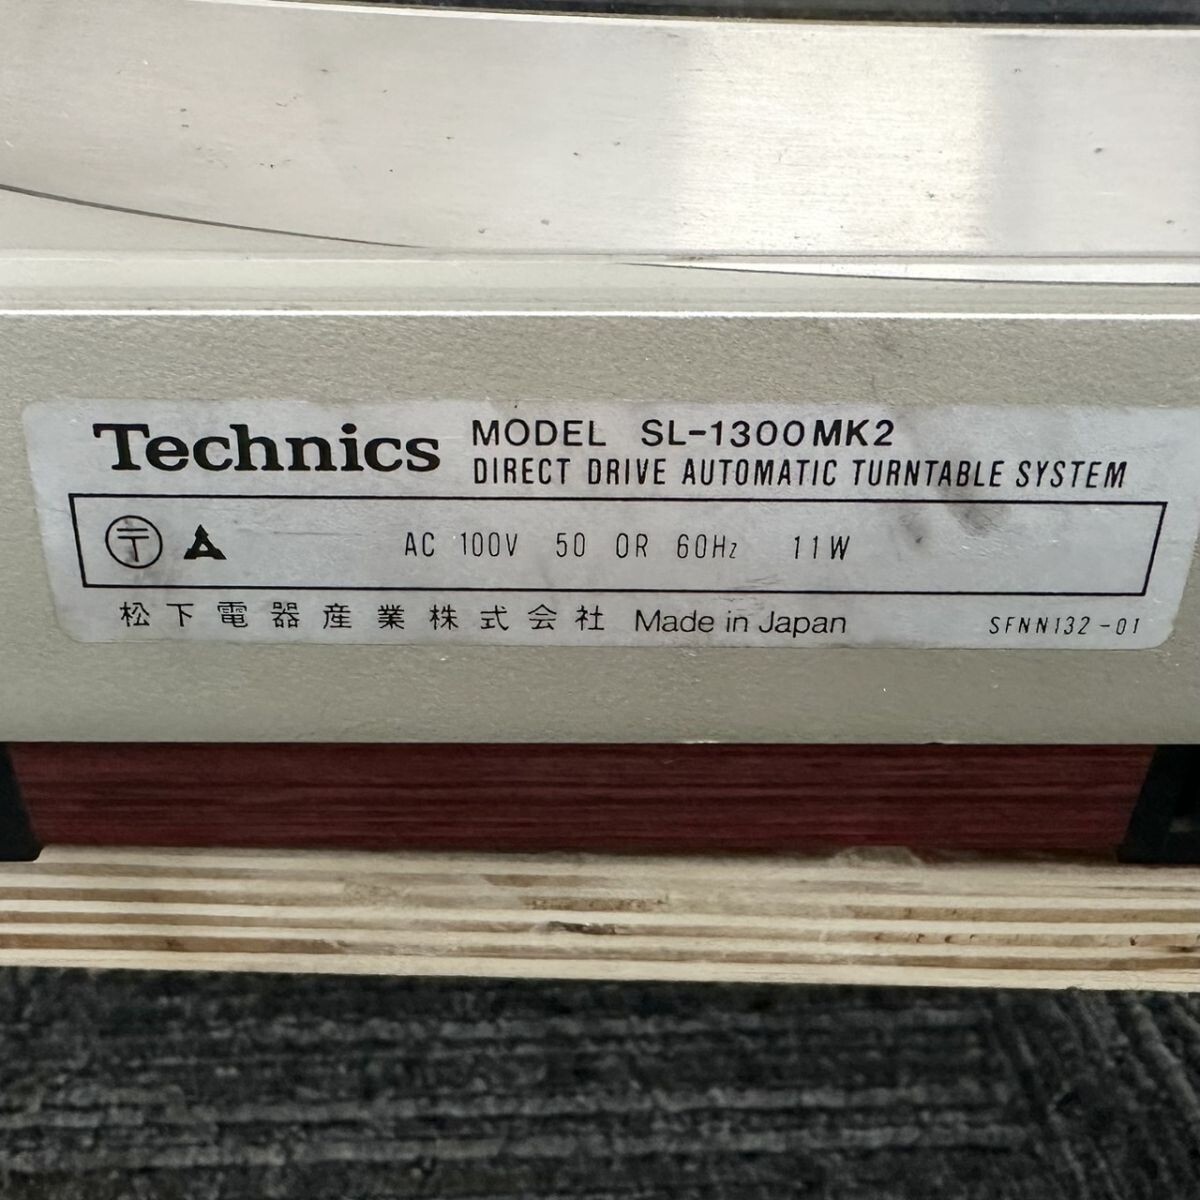 Technics MODEL SL-1300MK2
DIRECT DRIVE AUTOMATIC TURNTABLE SYSTEM
〒 AC 100V 50 OR 60Hz 11W
松下電器産業株式会社 Made in Japan SFNN132-01